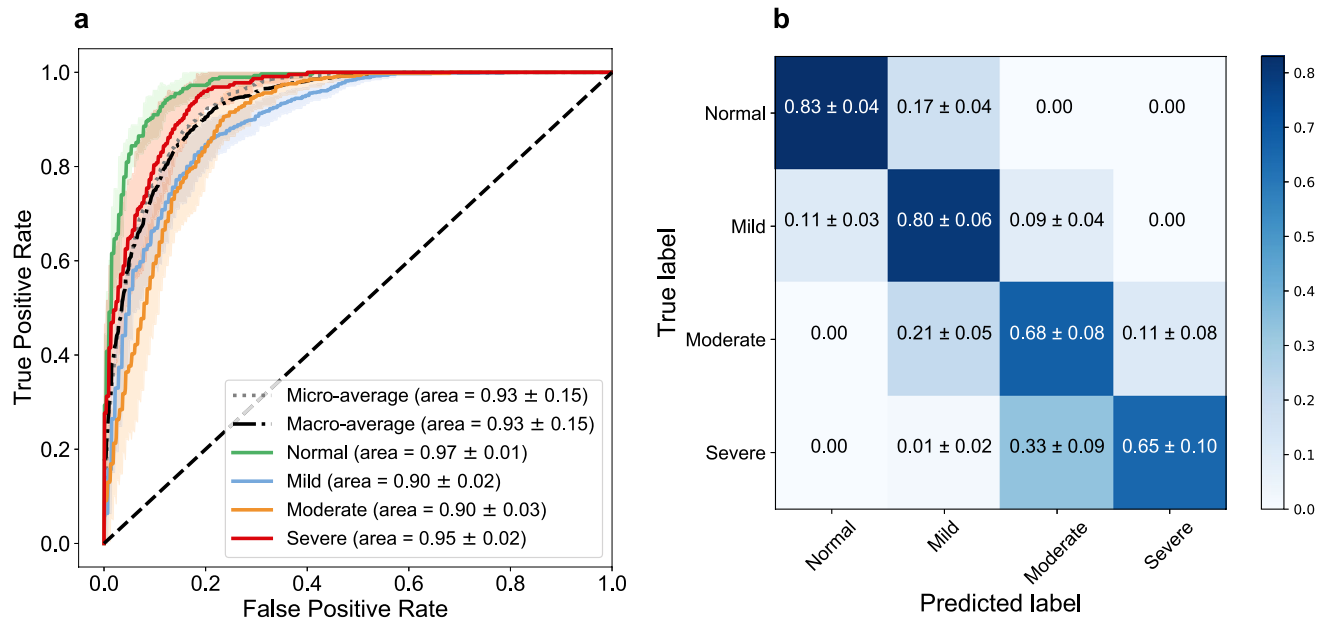 a
True Positive Rate
1.0
0.8
0.6
0.4
0.2
0.0
Micro-average (area = 0.93 ± 0.15)
Macro-average (area = 0.93 ± 0.15)
Normal (area = 0.97 ± 0.01)
Mild (area = 0.90 ± 0.02)
Moderate (area = 0.90 ± 0.03)
Severe (area = 0.95 ± 0.02)
0.0 0.2 0.4 0.6 0.8 1.0
False Positive Rate
b
True label
Normal 0.83 ± 0.04 0.17 ± 0.04 0.00 0.00
Mild 0.11 ± 0.03 0.80 ± 0.06 0.09 ± 0.04 0.00
Moderate 0.00 0.21 ± 0.05 0.68 ± 0.08 0.11 ± 0.08
Severe 0.00 0.01 ± 0.02 0.33 ± 0.09 0.65 ± 0.10
Normal Mild Moderate Severe
Predicted label
0.8
0.7
0.6
0.5
0.4
0.3
0.2
0.1
0.0